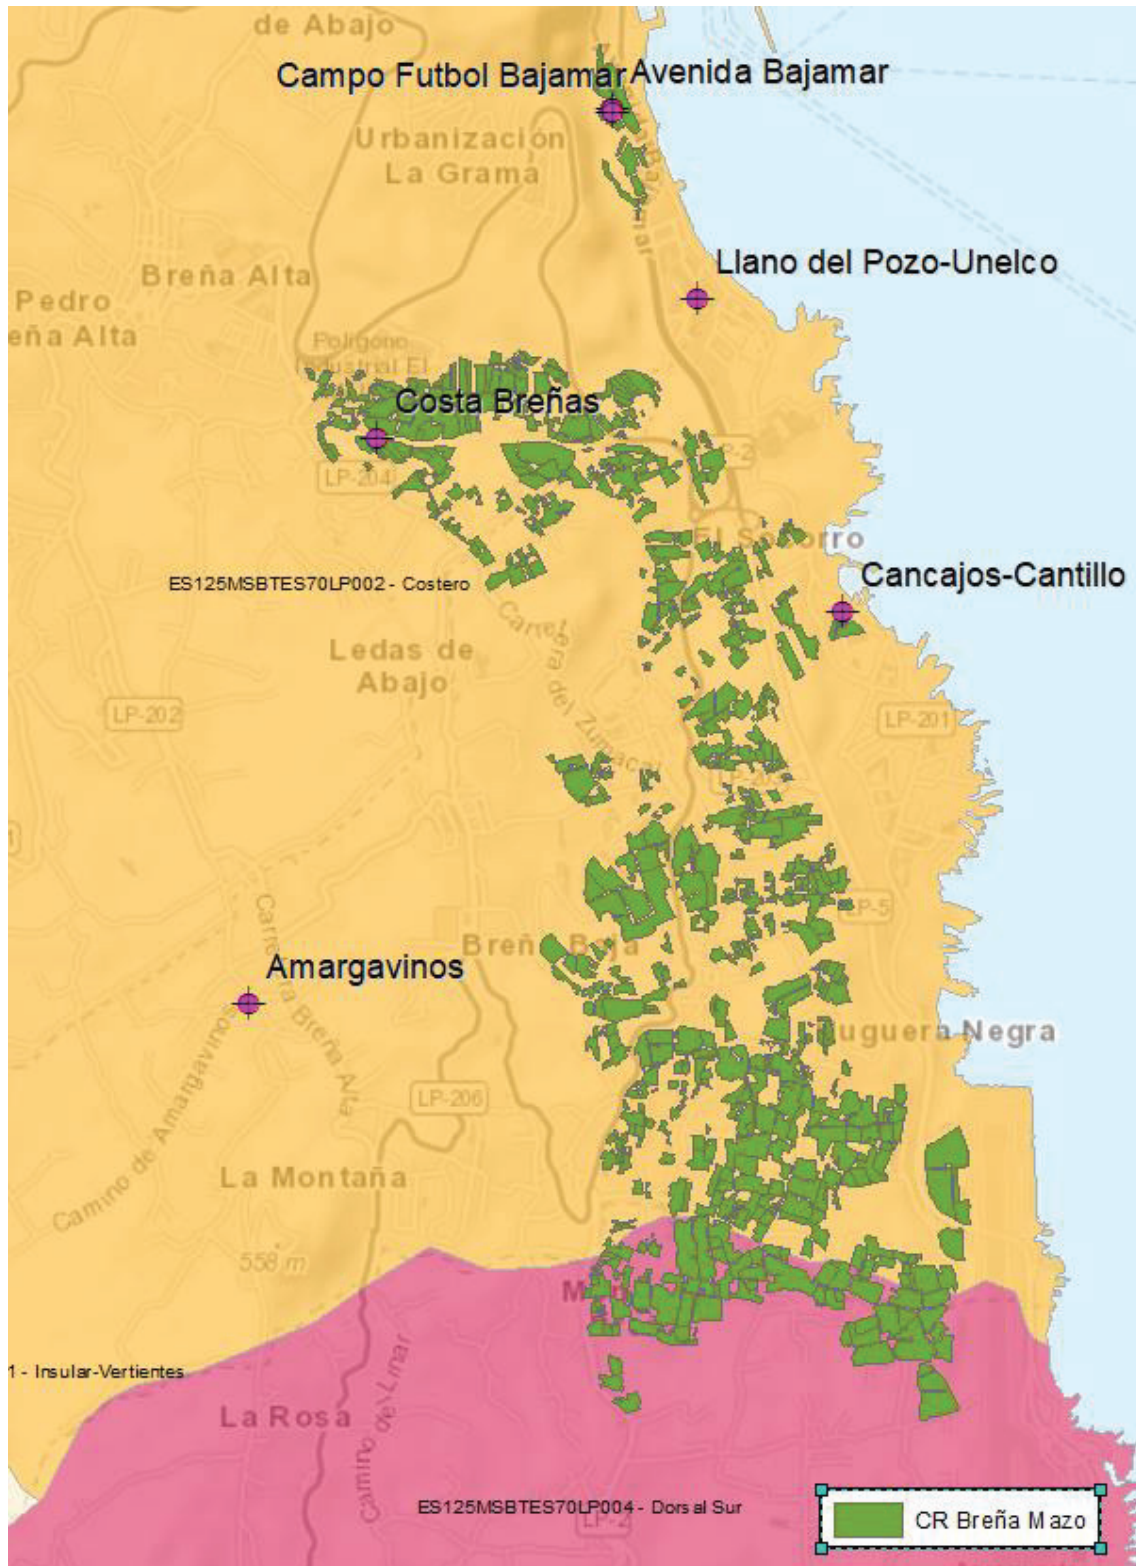 de Abajo
Campo Futbol Bajamar
Avenida Bajamar
Urbanización
La Grama
Llano del Pozo-Unelco
Breña Alta
Pedro
eña Alta
Polígono
Industrial El
Costa Breñas
P-2
LP-204
El Socorro
ES125MSBTES70LP002 - Costero
Cancajos-Cantillo
Carretera del Zumacal
Ledas de
Abajo
LP-202
LP-201
LP-5
Carretera Breña Alta
Breña Baja
Amargavinos
Fuguera Negra
Camino de Amargavinos
LP-206
La Montaña
558 m
1 - Insular-Vertientes
La Rosa
Camino del Linar
ES125MSBTES70LP004 - Dorsal Sur
LP-2
CR Breña Mazo